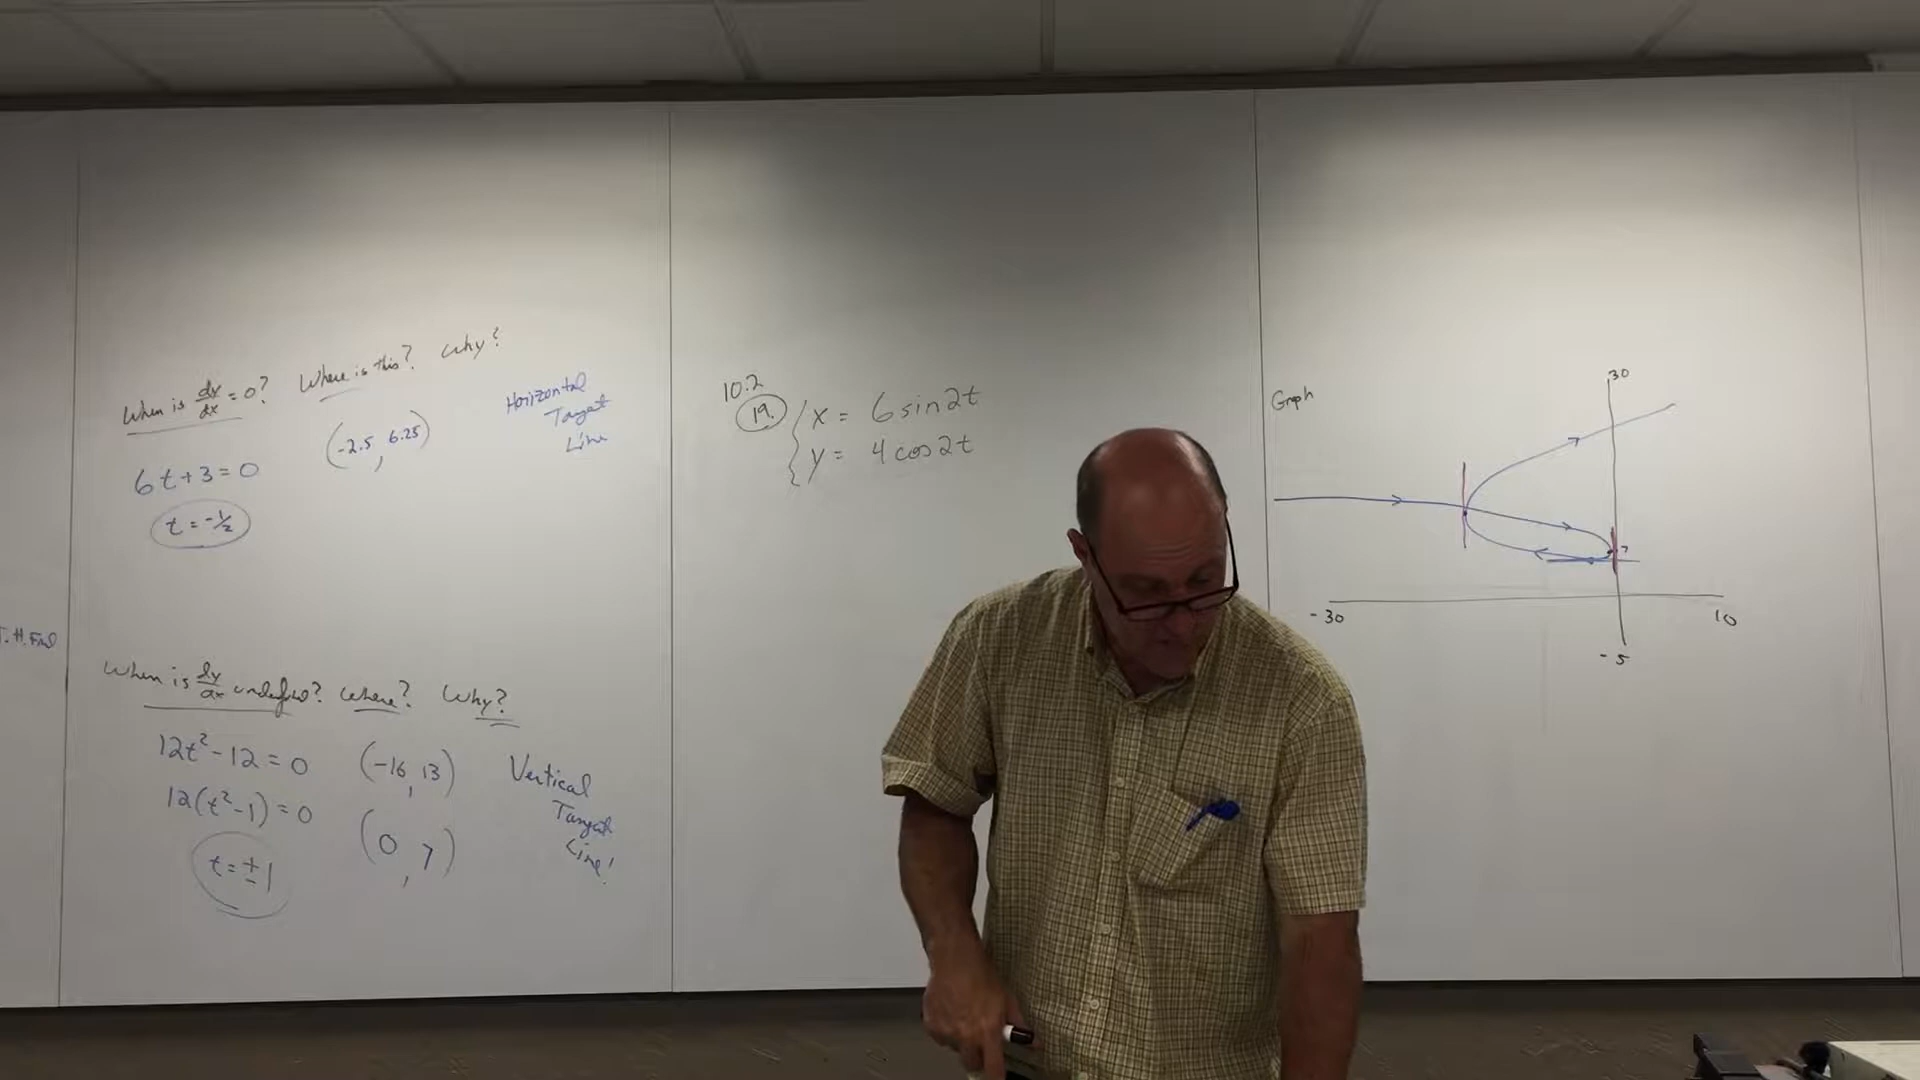 When is dy/dx = 0? Where is this? Why?
6t + 3 = 0
t = -1/2
(-2.5, 6.25)
Horizontal
Tangent
Line
T. H. Find
When is dy/dx undefined? Where? Why?
12t² - 12 = 0
12(t² - 1) = 0
t = ± 1
(-16, 13)
(0, 7)
Vertical
Tangent
Line!
10.2
19. { x = 6 sin 2t
y = 4 cos 2t
Graph
30
7
-30
10
-5